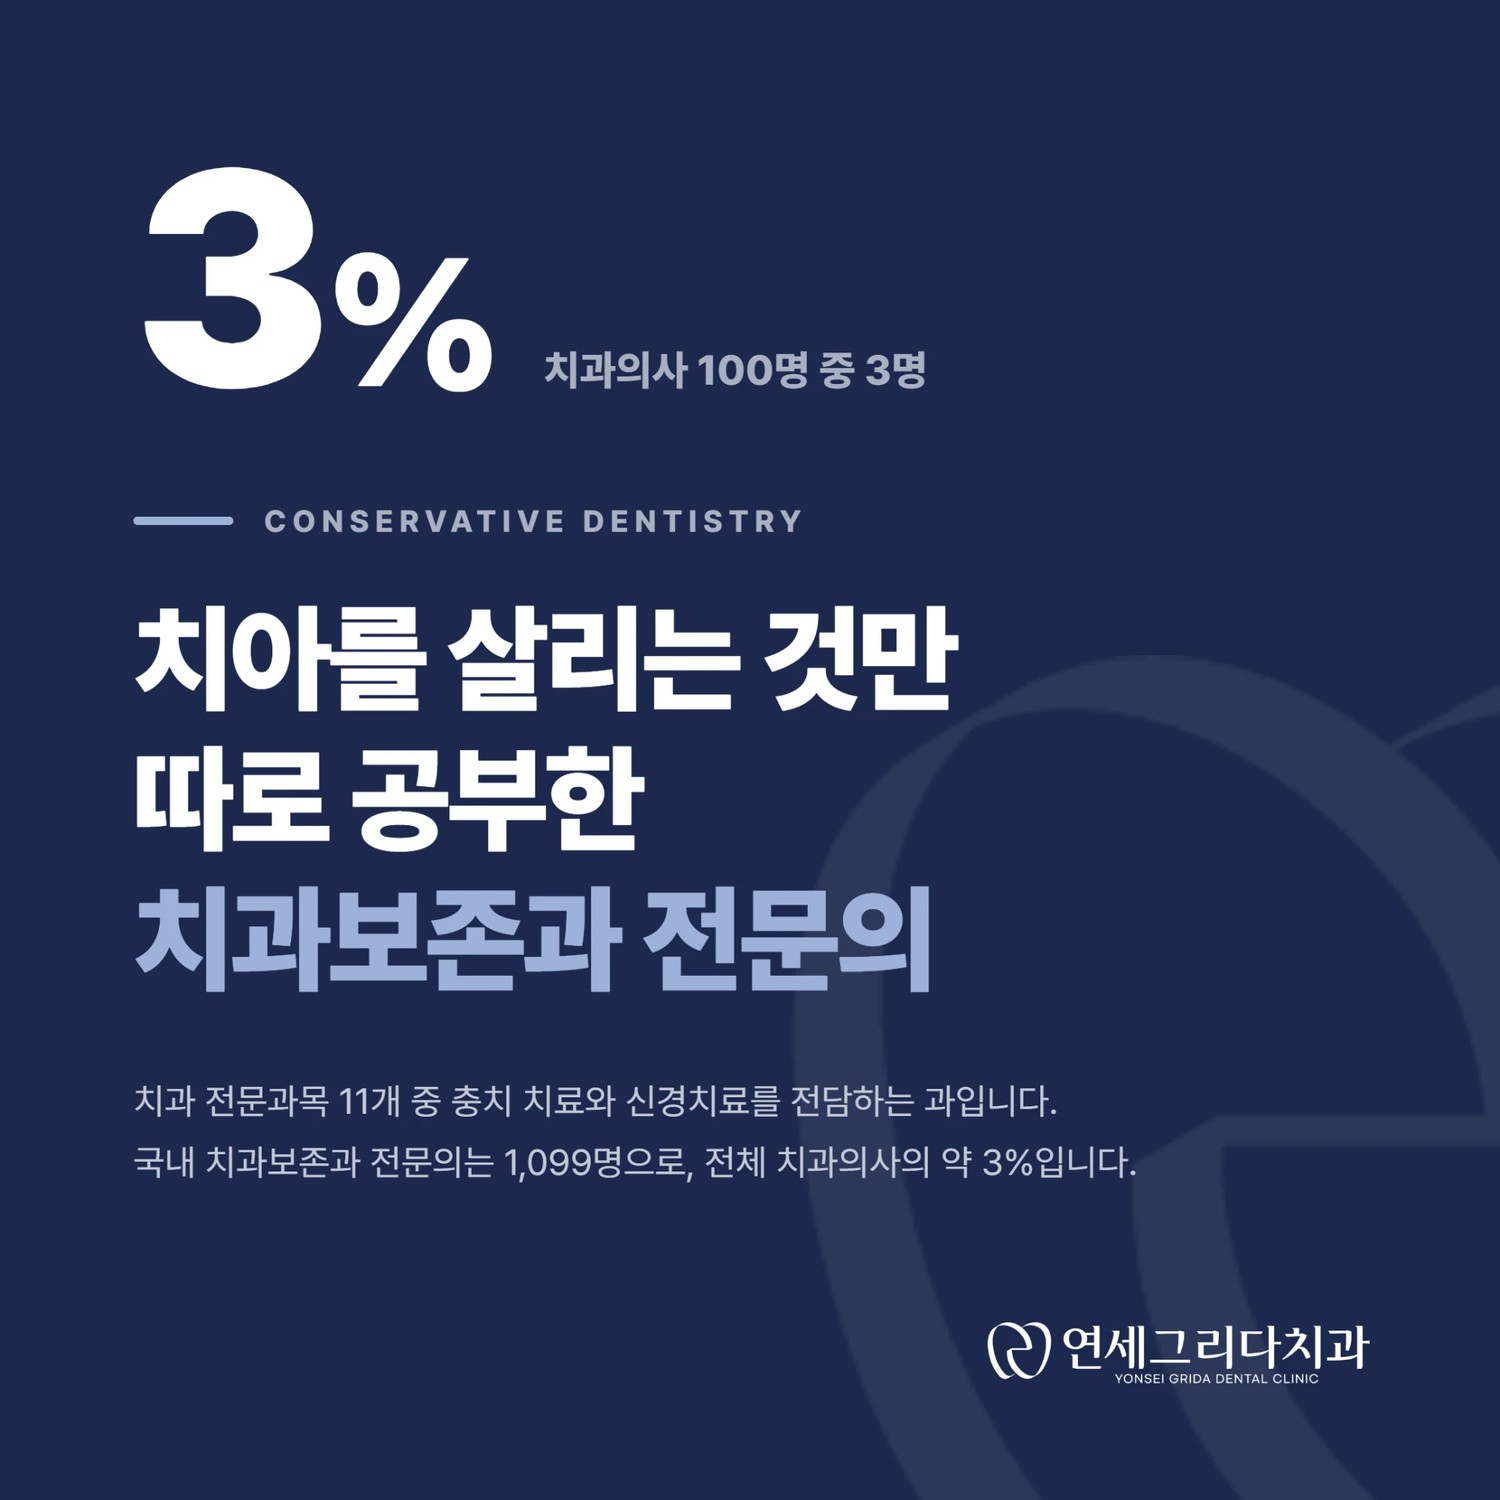 3%
치과의사 100명 중 3명
CONSERVATIVE DENTISTRY
치아를 살리는 것만
따로 공부한
치과보존과 전문의
치과 전문과목 11개 중 충치 치료와 신경치료를 전담하는 과입니다.
국내 치과보존과 전문의는 1,099명으로, 전체 치과의사의 약 3%입니다.
연세그리다치과
YONSEI GRIDA DENTAL CLINIC